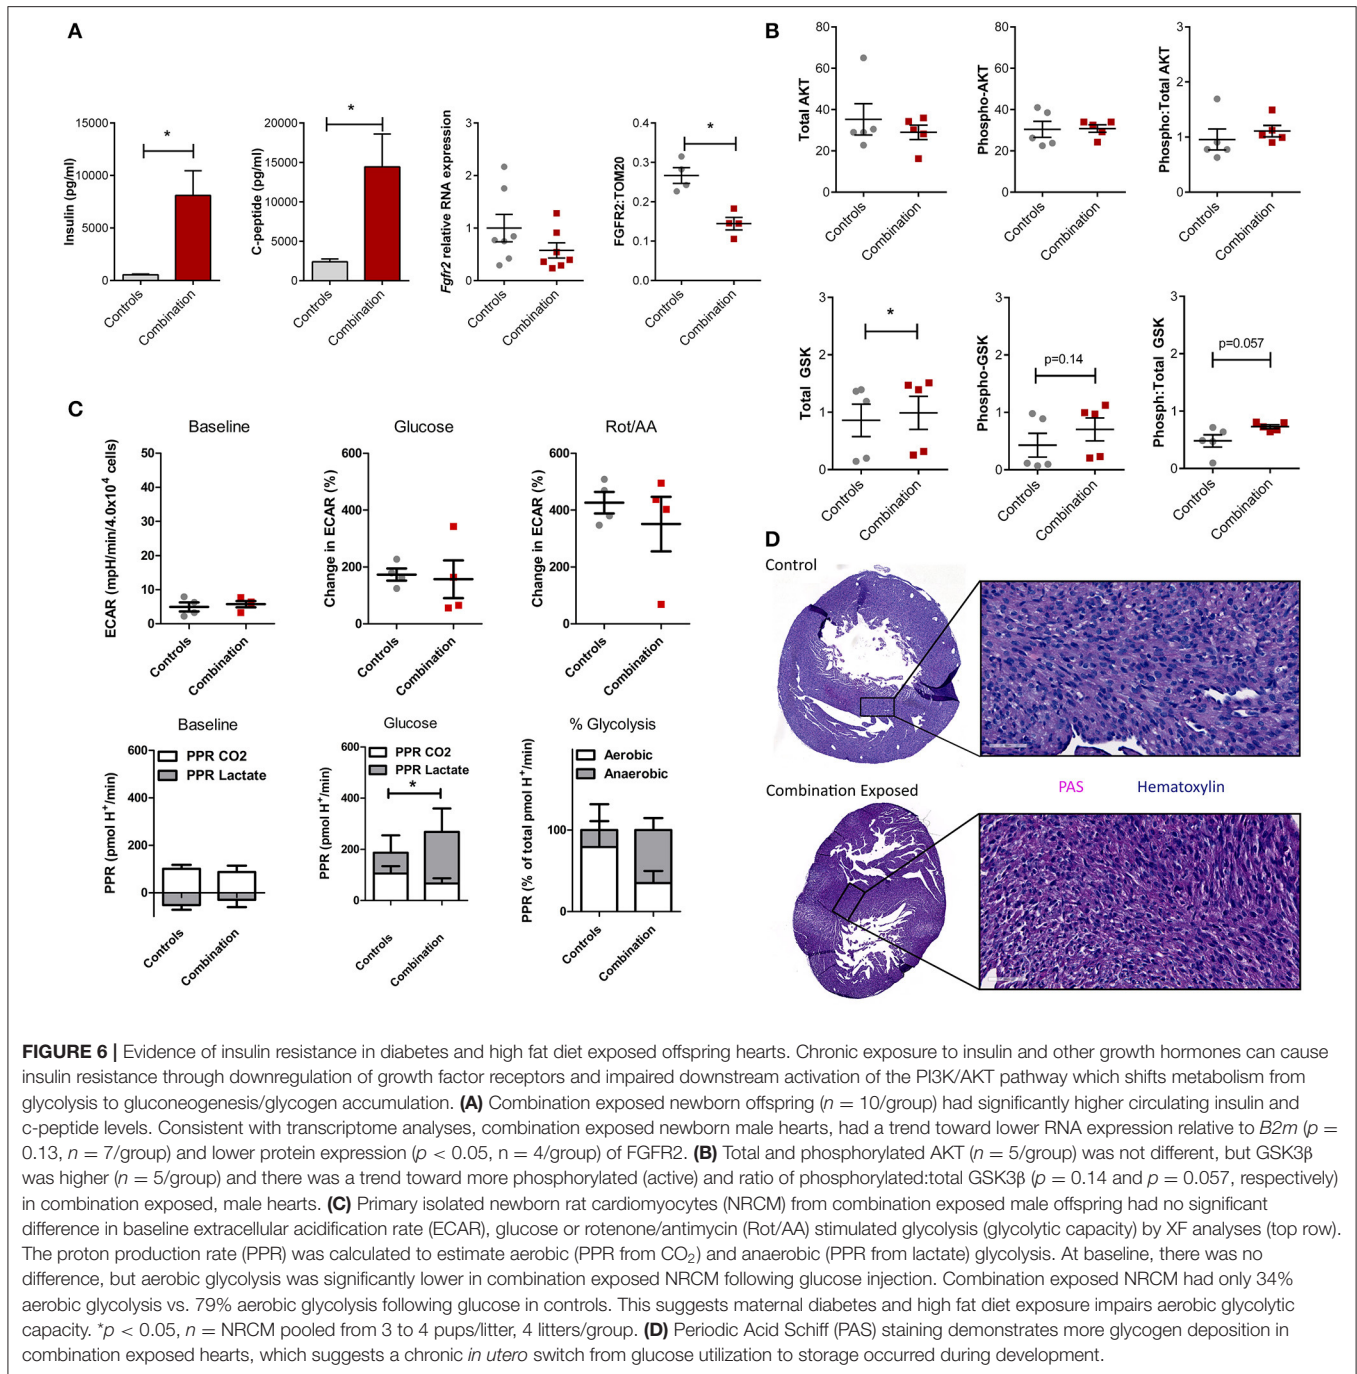 A
15000
10000
5000
0
Insulin (pg/ml)
*
Controls
Combination
25000
20000
15000
10000
5000
0
C-peptide (pg/ml)
*
Controls
Combination
3
2
1
0
Fgfr2 relative RNA expression
Controls
Combination
0.4
0.3
0.2
0.1
0.0
FGFR2:TOM20
*
Controls
Combination
B
80
60
40
20
0
Total AKT
Controls
Combination
80
60
40
20
0
Phospho-AKT
Controls
Combination
3
2
1
0
Phospho:Total AKT
Controls
Combination
3
2
1
0
Total GSK
*
Controls
Combination
3
2
1
0
Phospho-GSK
p=0.14
Controls
Combination
3
2
1
0
Phosph:Total GSK
p=0.057
Controls
Combination
C
Baseline
50
40
30
20
10
0
ECAR (mpH/min/4.0x10⁴ cells)
Controls
Combination
Glucose
600
400
200
0
Change in ECAR (%)
Controls
Combination
Rot/AA
600
400
200
0
Change in ECAR (%)
Controls
Combination
Baseline
600
400
200
0
PPR (pmol H⁺/min)
PPR CO2
PPR Lactate
Controls
Combination
Glucose
600
400
200
0
PPR (pmol H⁺/min)
PPR CO2
PPR Lactate
*
Controls
Combination
% Glycolysis
100
0
PPR (% of total pmol H⁺/min)
Aerobic
Anaerobic
Controls
Combination
D
Control
Combination Exposed
PAS
Hematoxylin
FIGURE 6 | Evidence of insulin resistance in diabetes and high fat diet exposed offspring hearts. Chronic exposure to insulin and other growth hormones can cause
insulin resistance through downregulation of growth factor receptors and impaired downstream activation of the PI3K/AKT pathway which shifts metabolism from
glycolysis to gluconeogenesis/glycogen accumulation. (A) Combination exposed newborn offspring (n = 10/group) had significantly higher circulating insulin and
c-peptide levels. Consistent with transcriptome analyses, combination exposed newborn male hearts, had a trend toward lower RNA expression relative to B2m (p =
0.13, n = 7/group) and lower protein expression (p < 0.05, n = 4/group) of FGFR2. (B) Total and phosphorylated AKT (n = 5/group) was not different, but GSK3β
was higher (n = 5/group) and there was a trend toward more phosphorylated (active) and ratio of phosphorylated:total GSK3β (p = 0.14 and p = 0.057, respectively)
in combination exposed, male hearts. (C) Primary isolated newborn rat cardiomyocytes (NRCM) from combination exposed male offspring had no significant
difference in baseline extracellular acidification rate (ECAR), glucose or rotenone/antimycin (Rot/AA) stimulated glycolysis (glycolytic capacity) by XF analyses (top row).
The proton production rate (PPR) was calculated to estimate aerobic (PPR from CO₂) and anaerobic (PPR from lactate) glycolysis. At baseline, there was no
difference, but aerobic glycolysis was significantly lower in combination exposed NRCM following glucose injection. Combination exposed NRCM had only 34%
aerobic glycolysis vs. 79% aerobic glycolysis following glucose in controls. This suggests maternal diabetes and high fat diet exposure impairs aerobic glycolytic
capacity. *p < 0.05, n = NRCM pooled from 3 to 4 pups/litter, 4 litters/group. (D) Periodic Acid Schiff (PAS) staining demonstrates more glycogen deposition in
combination exposed hearts, which suggests a chronic in utero switch from glucose utilization to storage occurred during development.